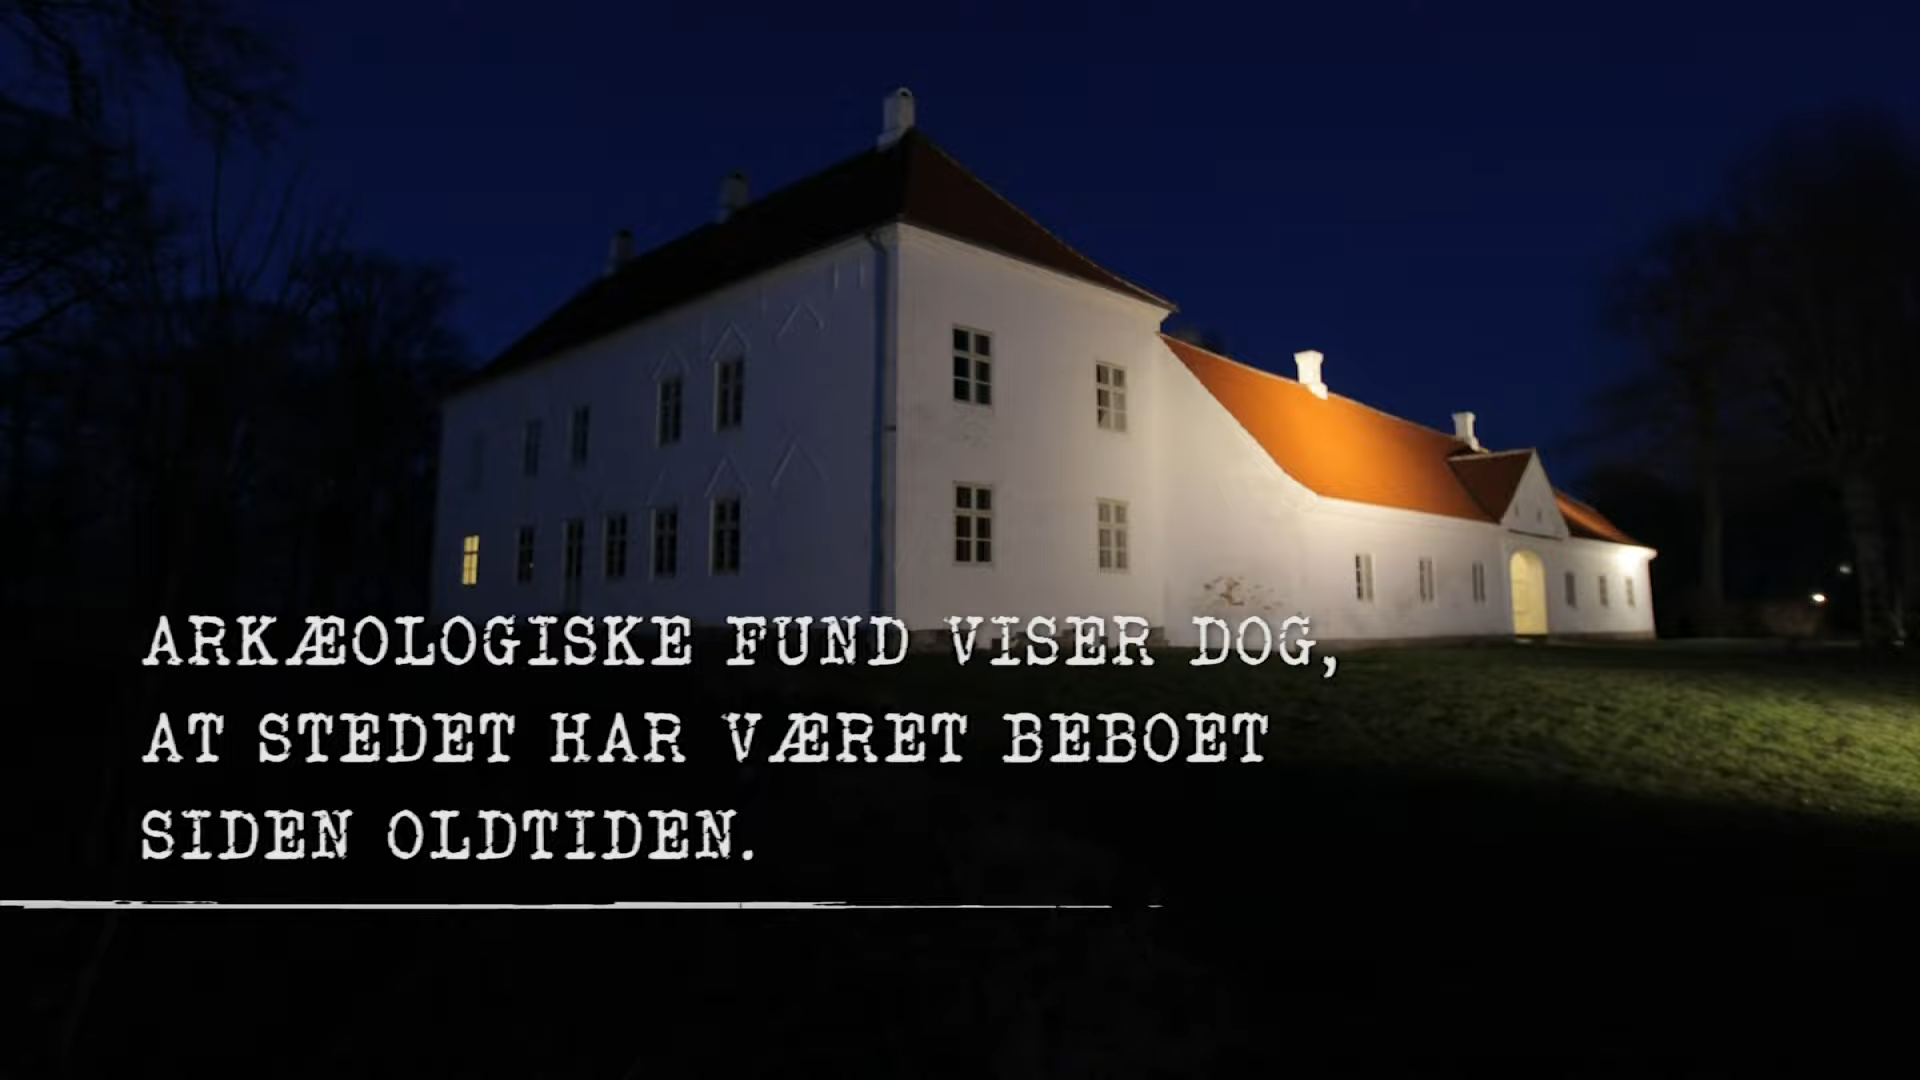 ARKÆOLOGISKE FUND VISER DOG,
AT STEDET HAR VÆRET BEBOET
SIDEN OLDTIDEN.